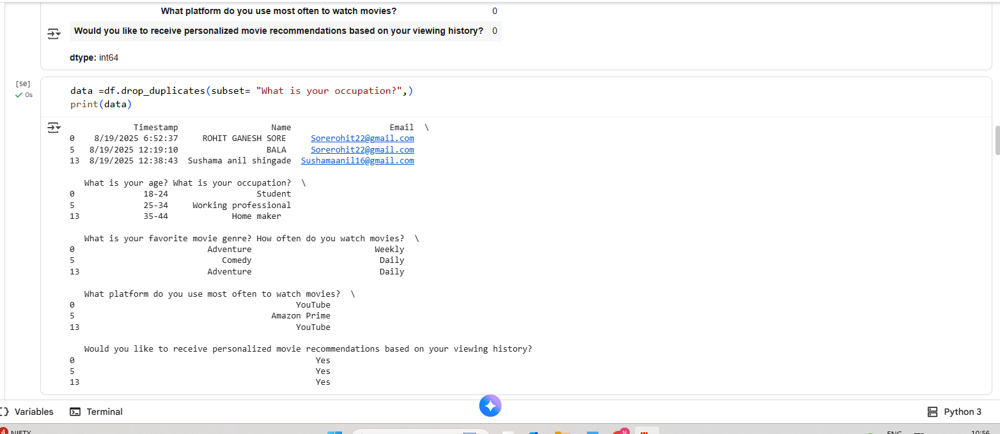 What platform do you use most often to watch movies? 0
Would you like to receive personalized movie recommendations based on your viewing history? 0
dtype: int64
[50]
0s
data =df.drop_duplicates(subset= "What is your occupation?",)
print(data)
Timestamp Name Email \
0 8/19/2025 6:52:37 ROHIT GANESH SORE Sorerohit22@gmail.com
5 8/19/2025 12:19:10 BALA Sorerohit22@gmail.com
13 8/19/2025 12:38:43 Sushama anil shingade Sushamaanil16@gmail.com
What is your age? What is your occupation? \
0 18-24 Student
5 25-34 Working professional
13 35-44 Home maker
What is your favorite movie genre? How often do you watch movies? \
0 Adventure Weekly
5 Comedy Daily
13 Adventure Daily
What platform do you use most often to watch movies? \
0 YouTube
5 Amazon Prime
13 YouTube
Would you like to receive personalized movie recommendations based on your viewing history?
0 Yes
5 Yes
13 Yes
Variables Terminal Python 3
4 NIFTY N ENG 10:56